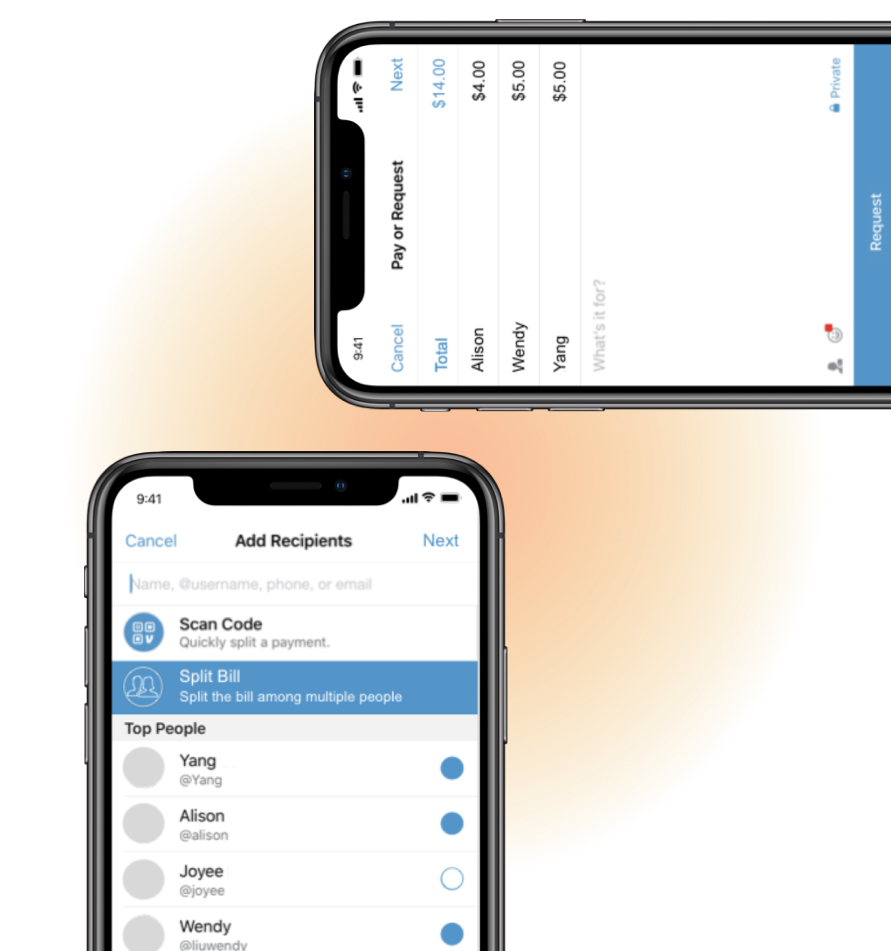 9:41
Cancel Pay or Request Next
Total $14.00
Alison $4.00
Wendy $5.00
Yang $5.00
What's it for?
Private
Request
9:41
Cancel Add Recipients Next
Name, @username, phone, or email
Scan Code
Quickly split a payment.
Split Bill
Split the bill among multiple people
Top People
Yang
@Yang
Alison
@alison
Joyee
@joyee
Wendy
@liuwendy